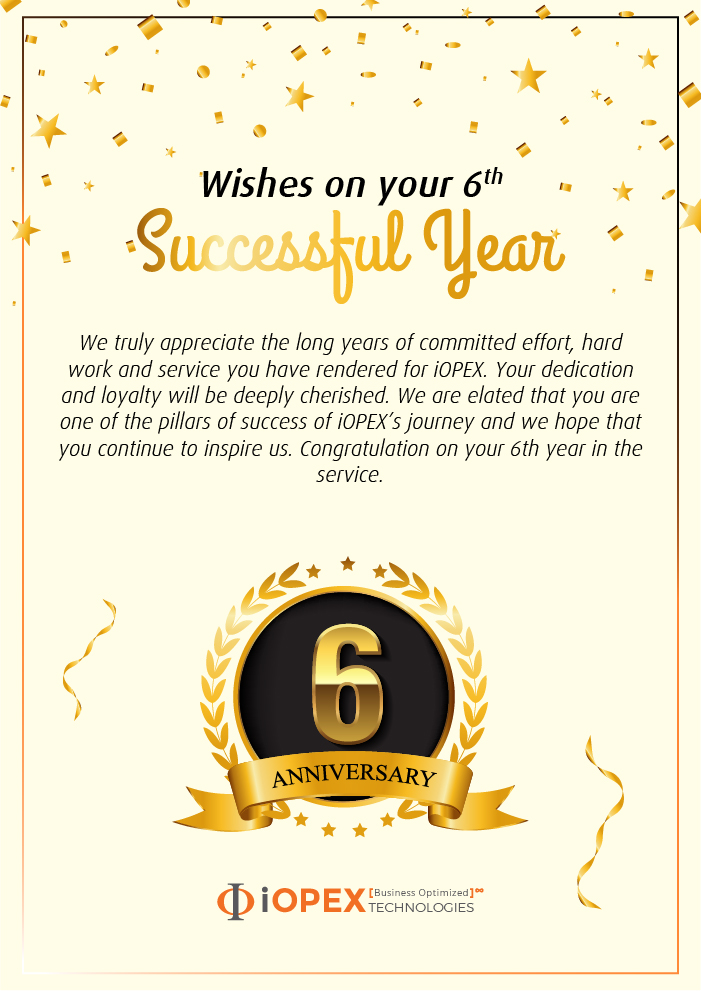 Wishes on your 6th
Successful Year
We truly appreciate the long years of committed effort, hard
work and service you have rendered for iOPEX. Your dedication
and loyalty will be deeply cherished. We are elated that you are
one of the pillars of success of iOPEX’s journey and we hope that
you continue to inspire us. Congratulation on your 6th year in the
service.
6
ANNIVERSARY
iOPEX [Business Optimized]∞
TECHNOLOGIES